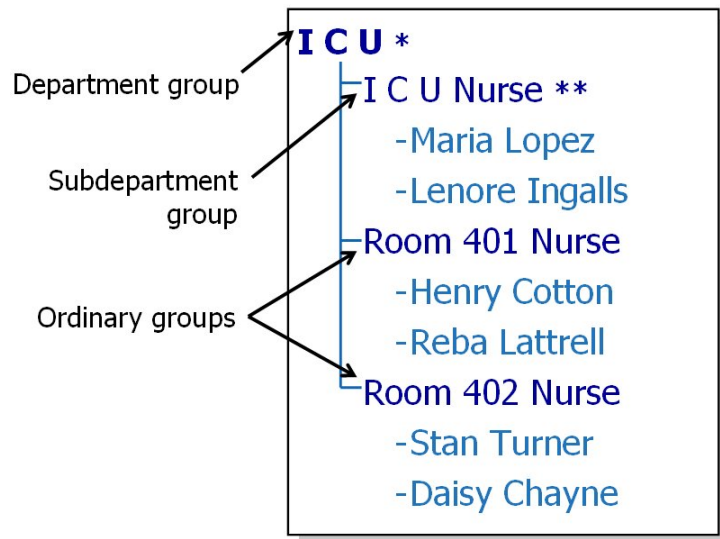 I C U *
Department group
I C U Nurse **
-Maria Lopez
Subdepartment
group
-Lenore Ingalls
Room 401 Nurse
-Henry Cotton
Ordinary groups
-Reba Lattrell
Room 402 Nurse
-Stan Turner
-Daisy Chayne